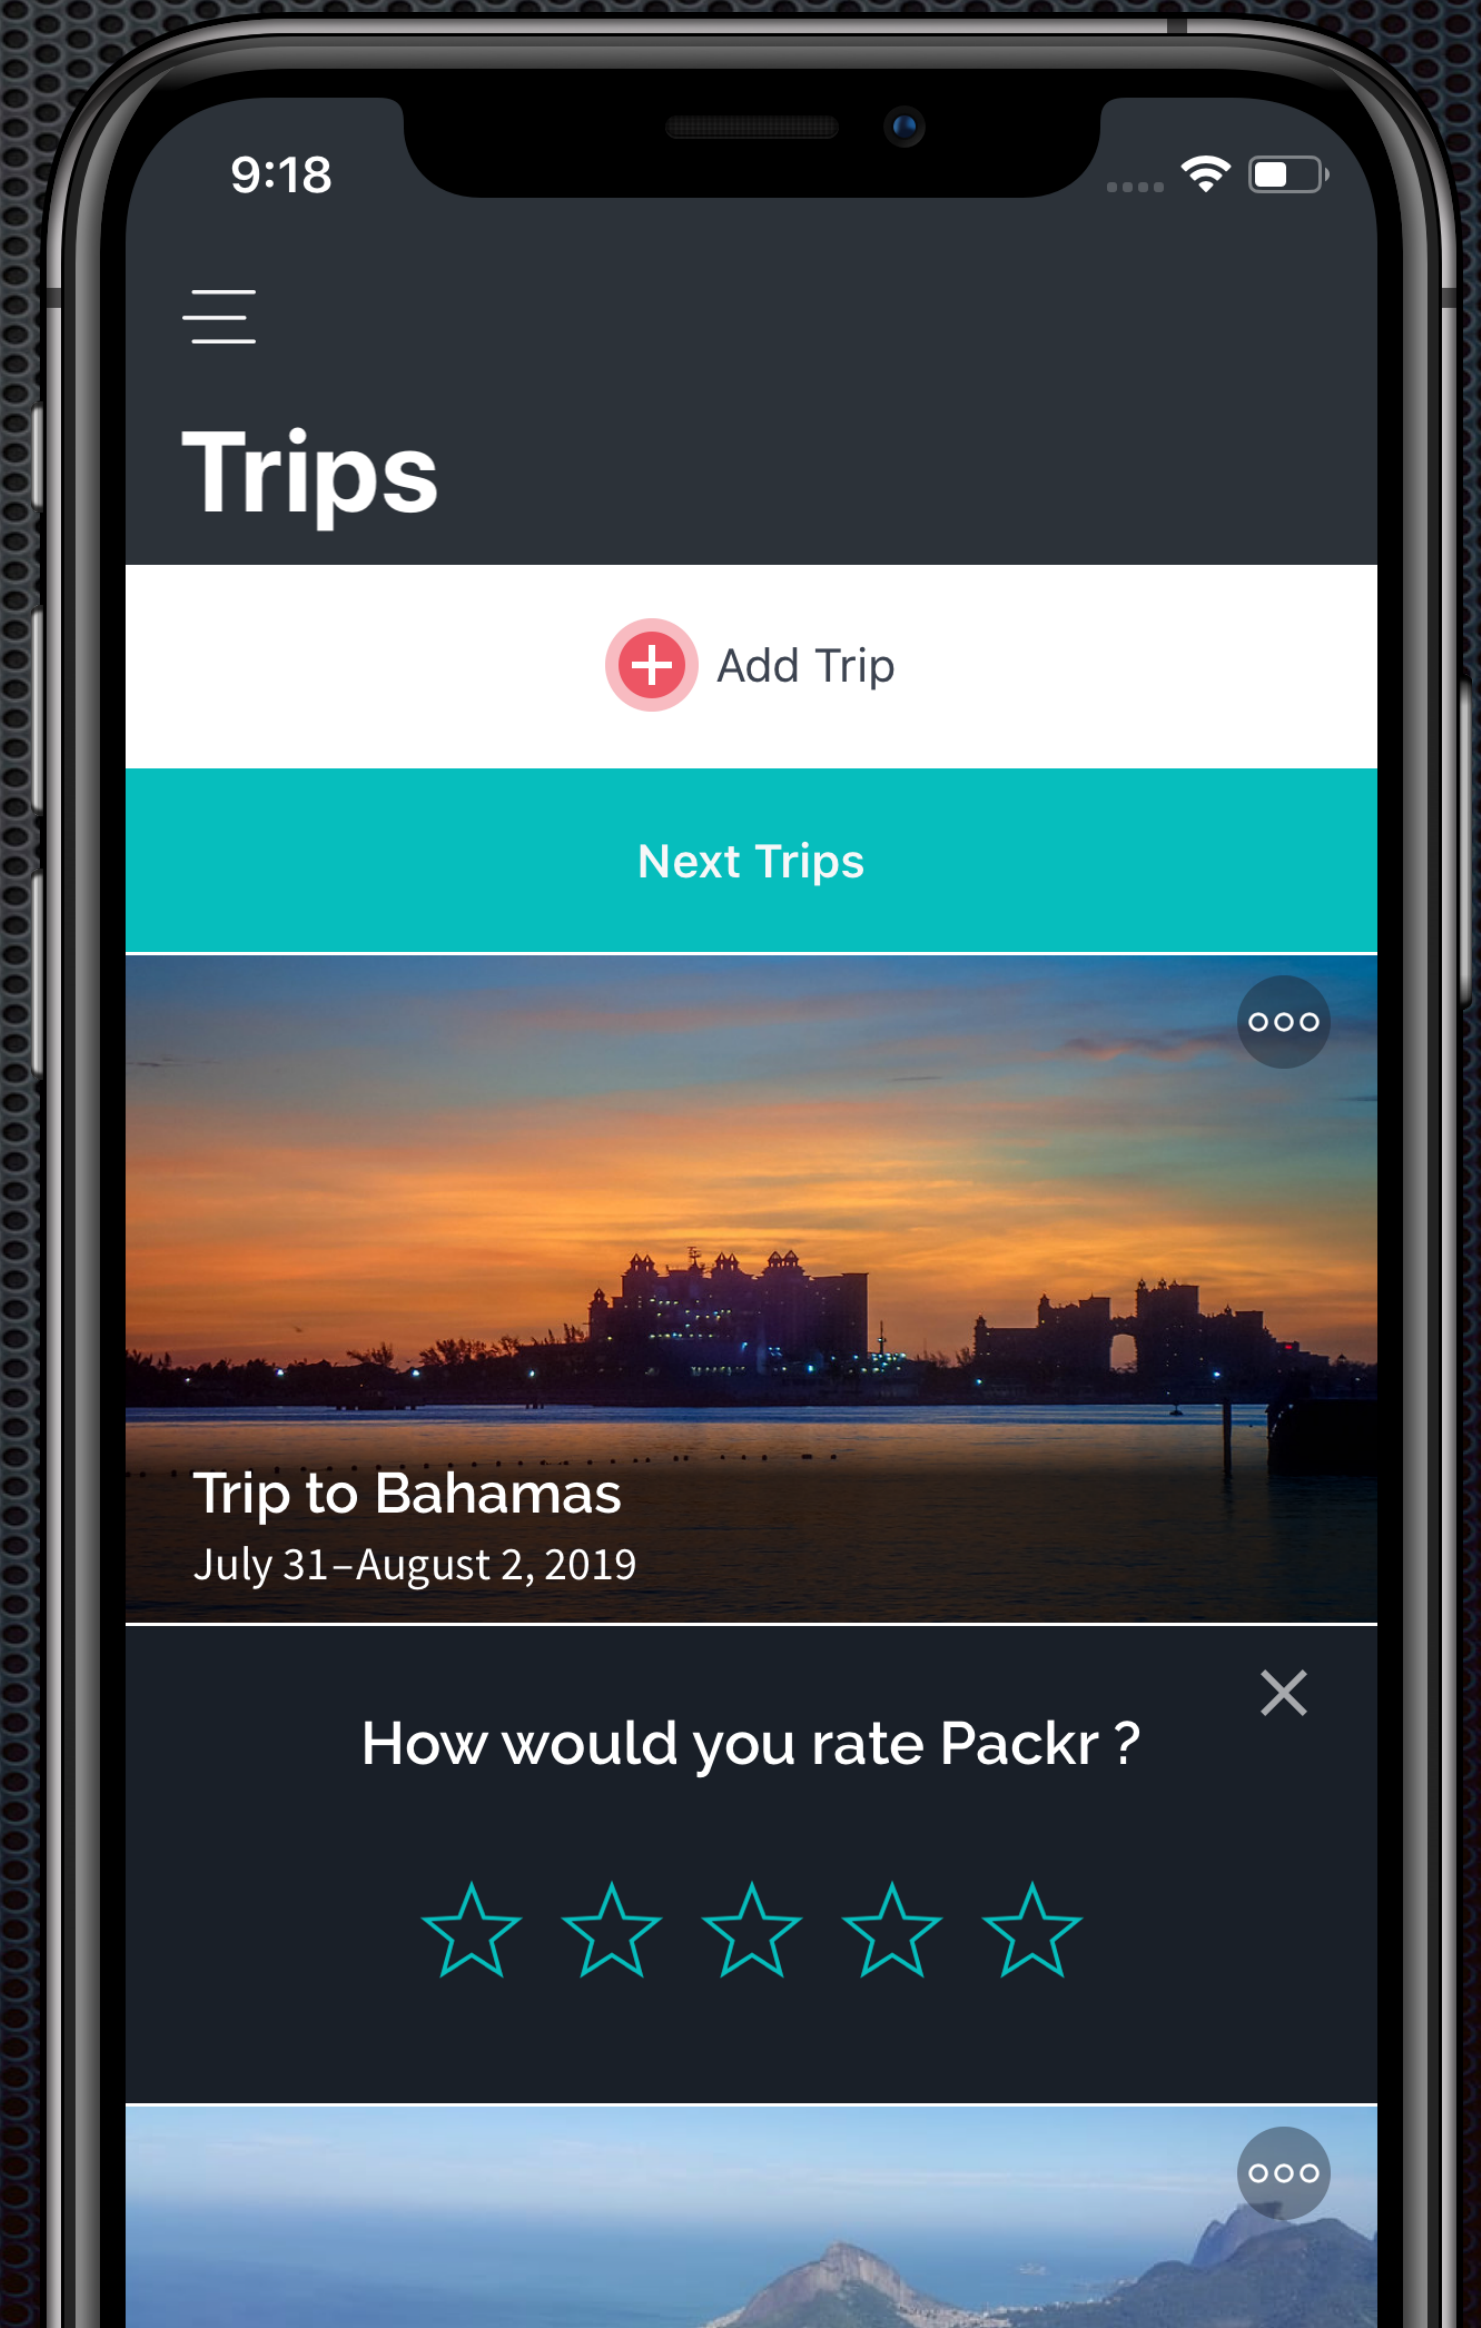 9:18
Trips
Add Trip
Next Trips
Trip to Bahamas
July 31–August 2, 2019
How would you rate Packr ?